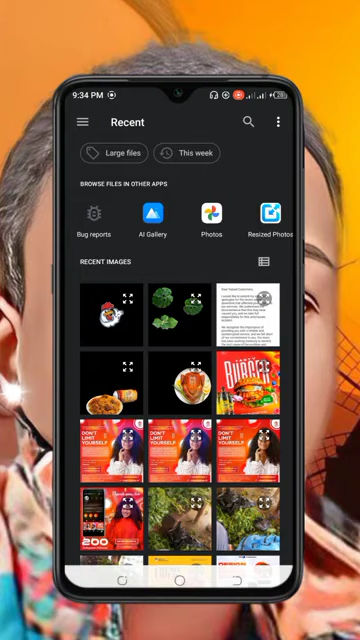 9:34 PM
28
Recent
Large files
This week
BROWSE FILES IN OTHER APPS
Bug reports
AI Gallery
Photos
Resized Photos
RECENT IMAGES
BURGER
DON'T
LIMIT
YOURSELF
DON'T
LIMIT
YOURSELF
DON'T
LIMIT
YOURSELF
200